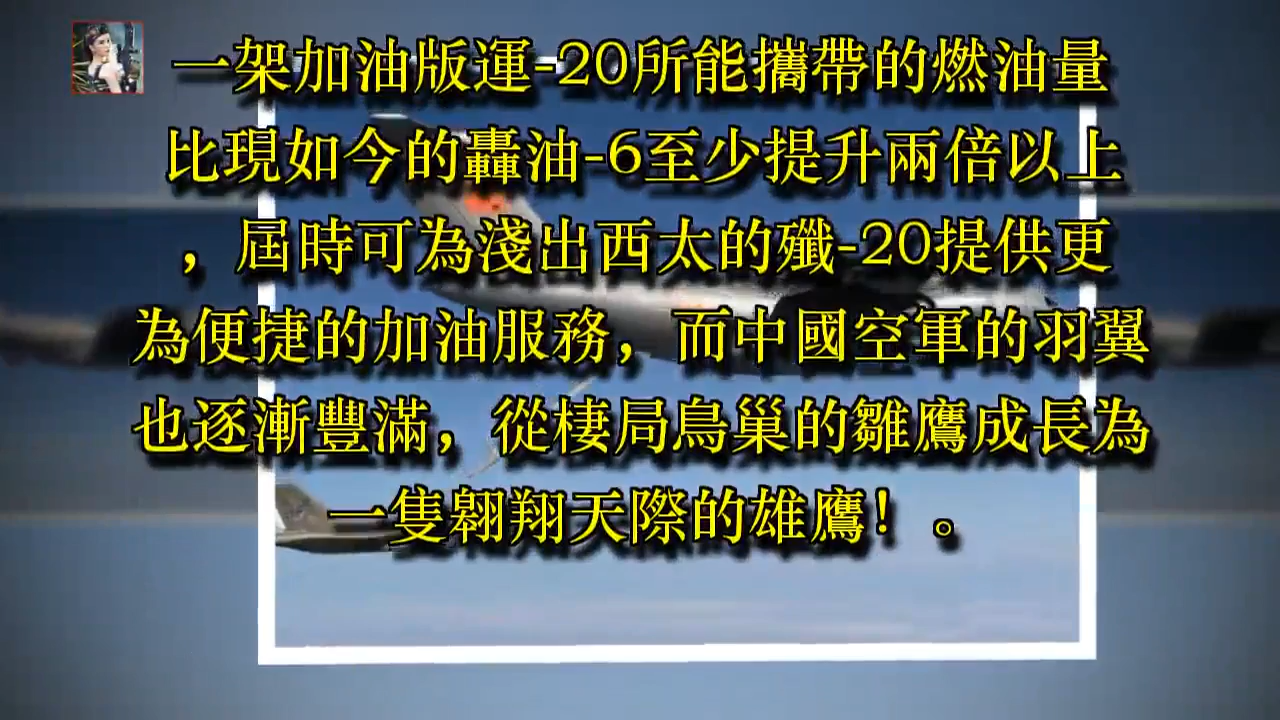 一架加油版運-20所能攜帶的燃油量
比現如今的轟油-6至少提升兩倍以上
，屆時可為淺出西太的殲-20提供更
為便捷的加油服務，而中國空軍的羽翼
也逐漸豐滿，從棲局鳥巢的雛鷹成長為
一隻翱翔天際的雄鷹！。